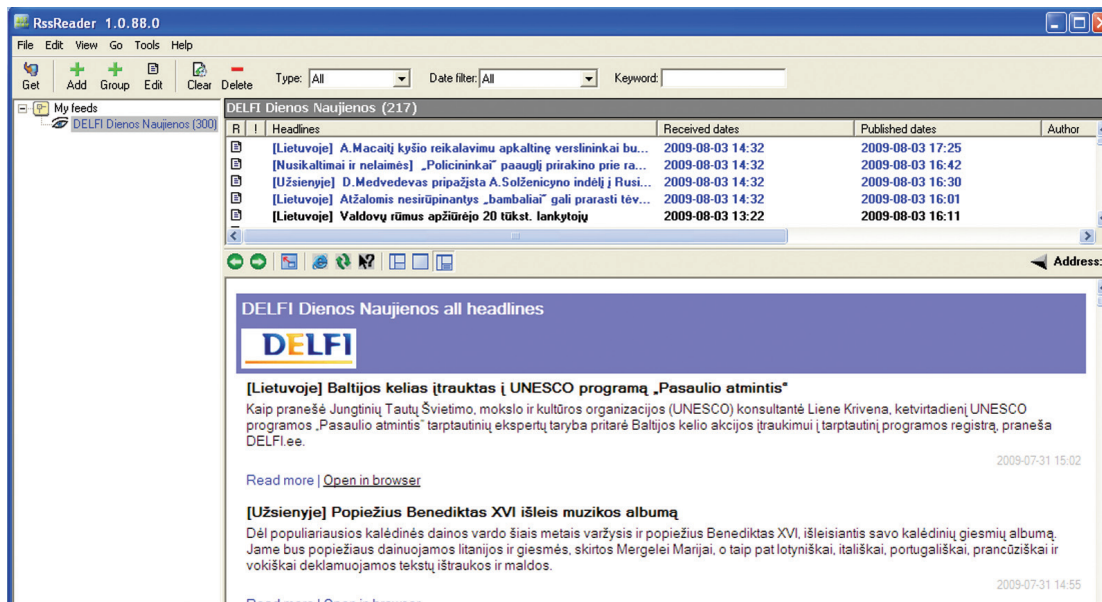 RssReader 1.0.88.0
File Edit View Go Tools Help
Get Add Group Edit Clear Delete Type: All Date filter: All Keyword:
My feeds
DELFI Dienos Naujienos (300)
DELFI Dienos Naujienos (217)
R ! Headlines Received dates Published dates Author
[Lietuvoje] A.Macaitį kyšio reikalavimu apkaltinę verslininkai bu... 2009-08-03 14:32 2009-08-03 17:25
[Nusikaltimai ir nelaimės] „Policininkai“ paauglį prirakino prie ra... 2009-08-03 14:32 2009-08-03 16:42
[Užsienyje] D.Medvedevas pripažįsta A.Solženicyno indėlį į Rusi... 2009-08-03 14:32 2009-08-03 16:30
[Lietuvoje] Atžalomis nesirūpinantys „bambaliai“ gali prarasti tėv... 2009-08-03 14:32 2009-08-03 16:01
[Lietuvoje] Valdovų rūmus apžiūrėjo 20 tūkst. lankytojų 2009-08-03 13:22 2009-08-03 16:11
Address:
DELFI Dienos Naujienos all headlines
DELFI
[Lietuvoje] Baltijos kelias įtrauktas į UNESCO programą „Pasaulio atmintis“
Kaip pranešė Jungtinių Tautų Švietimo, mokslo ir kultūros organizacijos (UNESCO) konsultantė Liene Krivena, ketvirtadienį UNESCO
programos „Pasaulio atmintis“ tarptautinių ekspertų taryba pritarė Baltijos kelio akcijos įtraukimui į tarptautinį programos registrą, praneša
DELFI.ee.
2009-07-31 15:02
Read more | Open in browser
[Užsienyje] Popiežius Benediktas XVI išleis muzikos albumą
Dėl populiariausios kalėdinės dainos vardo šiais metais varžysis ir popiežius Benediktas XVI, išleisiantis savo kalėdinių giesmių albumą.
Jame bus popiežiaus dainuojamos litanijos ir giesmės, skirtos Mergelei Marijai, o taip pat lotyniškai, itališkai, portugališkai, prancūziškai ir
vokiškai deklamuojamos tekstų ištraukos ir maldos.
2009-07-31 14:55
Read more | Open in browser